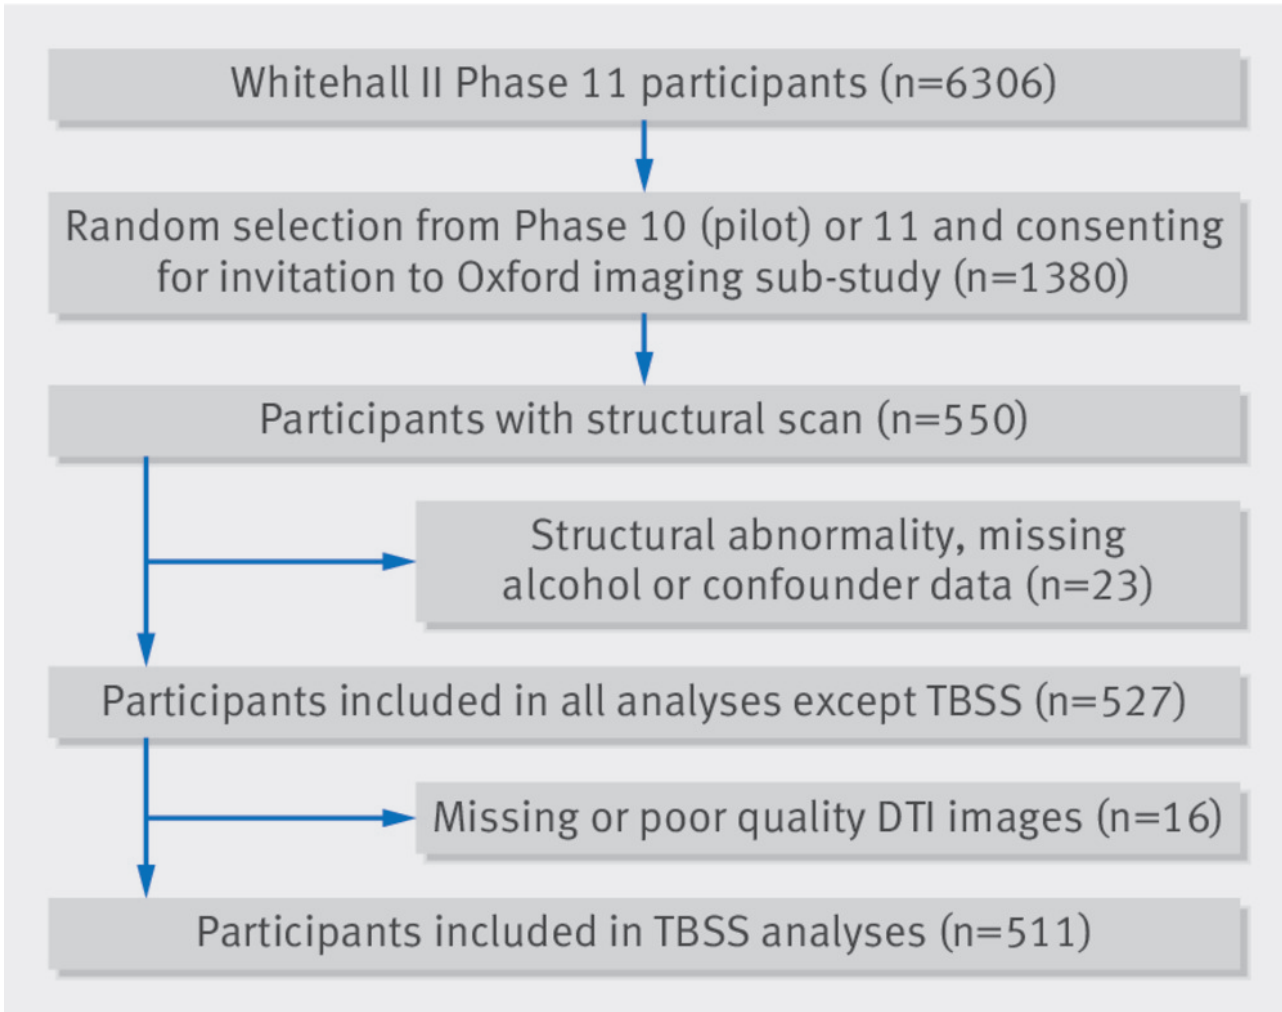 Whitehall II Phase 11 participants (n=6306)
Random selection from Phase 10 (pilot) or 11 and consenting
for invitation to Oxford imaging sub-study (n=1380)
Participants with structural scan (n=550)
Structural abnormality, missing
alcohol or confounder data (n=23)
Participants included in all analyses except TBSS (n=527)
Missing or poor quality DTI images (n=16)
Participants included in TBSS analyses (n=511)